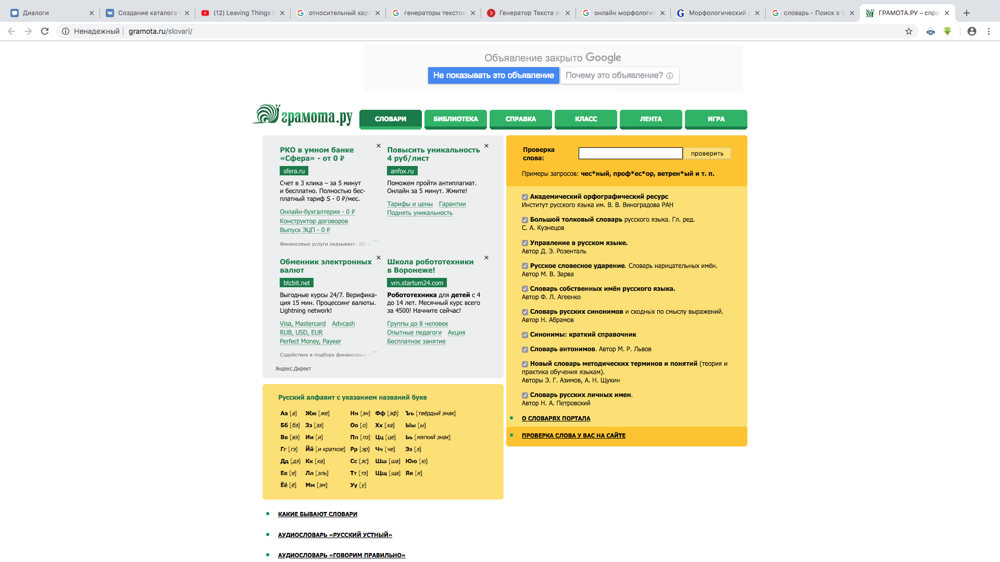 Диалоги
Создание каталога
(12) Leaving Things
относительный хара
генераторы текстов
Генератор Текста о
онлайн морфологич
Морфологический
словарь - Поиск в
ГРАМОТА.РУ – спра
Ненадежный
gramota.ru/slovari/
Объявление закрыто Google
Не показывать это объявление
Почему это объявление?
грамота.ру
СЛОВАРИ
БИБЛИОТЕКА
СПРАВКА
КЛАСС
ЛЕНТА
ИГРА
РКО в умном банке
«Сфера» - от 0 ₽
sfera.ru
Счет в 3 клика – за 5 минут
и бесплатно. Полностью бес-
платный тариф S - 0 ₽/мес.
Онлайн-бухгалтерия - 0 ₽
Конструктор договоров
Выпуск ЭЦП - 0 ₽
Финансовые услуги оказывает: АО ...
Повысить уникальность
4 руб/лист
anfox.ru
Поможем пройти антиплагиат.
Онлайн за 5 минут. Жмите!
Тарифы и цены Гарантии
Поднять уникальность
Обменник электронных
валют
btcbit.net
Выгодные курсы 24/7. Верифика-
ция 15 мин. Процессинг валюты.
Lightning network!
Visa, Mastercard Advcash
RUB, USD, EUR
Perfect Money, Payeer
Содействие в подборе финансовых у ...
Школа робототехники
в Воронеже!
vrn.startum24.com
Робототехника для детей с 4
до 14 лет. Месячный курс всего
за 4500! Начните сейчас!
Группы до 8 человек
Опытные педагоги Акция
Бесплатное занятие
Яндекс.Директ
Русский алфавит с указанием названий букв
Аа [а] Жж [же] Нн [эн] Фф [эф] Ъъ [твёрдый знак]
Бб [бэ] Зз [зэ] Оо [о] Хх [ха] Ыы [ы]
Вв [вэ] Ии [и] Пп [пэ] Цц [це] Ьь [мягкий знак]
Гг [гэ] Йй [и краткое] Рр [эр] Чч [че] Ээ [э]
Дд [дэ] Кк [ка] Сс [эс] Шш [ша] Юю [ю]
Ее [е] Лл [эль] Тт [тэ] Щщ [ща] Яя [я]
Ёё [ё] Мм [эм] Уу [у]
КАКИЕ БЫВАЮТ СЛОВАРИ
АУДИОСЛОВАРЬ «РУССКИЙ УСТНЫЙ»
АУДИОСЛОВАРЬ «ГОВОРИМ ПРАВИЛЬНО»
Проверка
слова:
проверить
Примеры запросов: чес*ный, проф*ес*ор, ветрен*ый и т. п.
Академический орфографический ресурс
Институт русского языка им. В. В. Виноградова РАН
Большой толковый словарь русского языка. Гл. ред.
С. А. Кузнецов
Управление в русском языке.
Автор Д. Э. Розенталь
Русское словесное ударение. Словарь нарицательных имён.
Автор М. В. Зарва
Словарь собственных имён русского языка.
Автор Ф. Л. Агеенко
Словарь русских синонимов и сходных по смыслу выражений.
Автор Н. Абрамов
Синонимы: краткий справочник
Словарь антонимов. Автор М. Р. Львов
Новый словарь методических терминов и понятий (теория и
практика обучения языкам).
Авторы Э. Г. Азимов, А. Н. Щукин
Словарь русских личных имен.
Автор Н. А. Петровский
О СЛОВАРЯХ ПОРТАЛА
ПРОВЕРКА СЛОВА У ВАС НА САЙТЕ